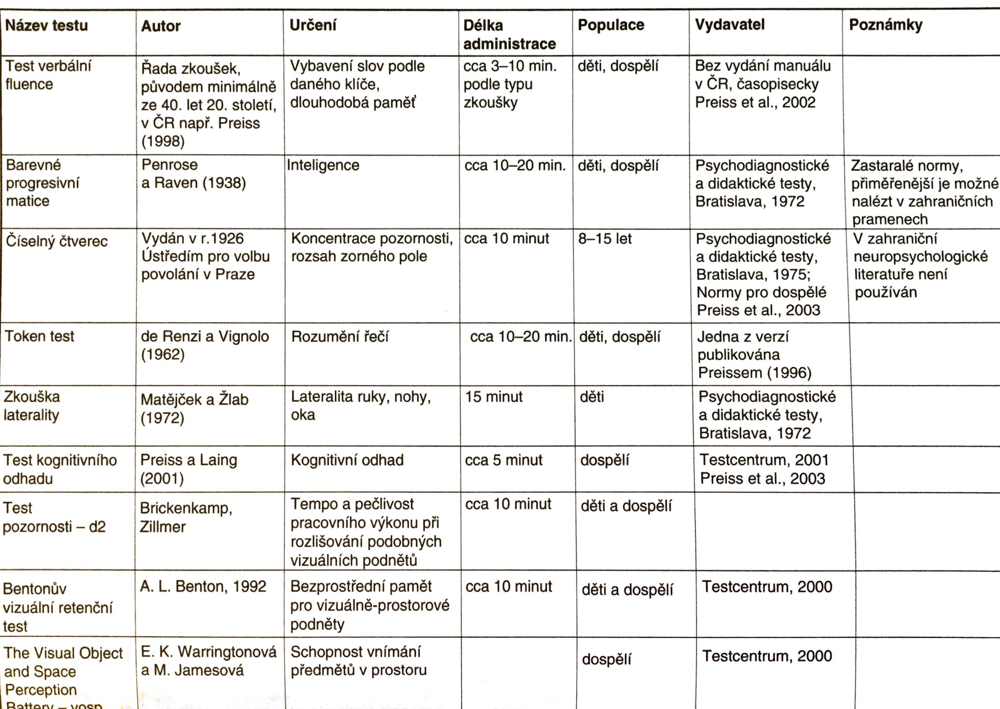 Název testu
Autor
Určení
Délka
administrace
Populace
Vydavatel
Poznámky
Test verbální
fluence
Řada zkoušek,
původem minimálně
ze 40. let 20. století,
v ČR např. Preiss
(1998)
Vybavení slov podle
daného klíče,
dlouhodobá paměť
cca 3–10 min.
podle typu
zkoušky
děti, dospělí
Bez vydání manuálu
v ČR, časopisecky
Preiss et al., 2002
Barevné
progresivní
matice
Penrose
a Raven (1938)
Inteligence
cca 10–20 min.
děti, dospělí
Psychodiagnostické
a didaktické testy,
Bratislava, 1972
Zastaralé normy,
přiměřenější je možné
nalézt v zahraničních
pramenech
Číselný čtverec
Vydán v r.1926
Ústředím pro volbu
povolání v Praze
Koncentrace pozornosti,
rozsah zorného pole
cca 10 minut
8–15 let
Psychodiagnostické
a didaktické testy,
Bratislava, 1975;
Normy pro dospělé
Preiss et al., 2003
V zahraniční
neuropsychologické
literatuře není
používán
Token test
de Renzi a Vignolo
(1962)
Rozumění řečí
cca 10–20 min.
děti, dospělí
Jedna z verzí
publikována
Preissem (1996)
Zkouška
laterality
Matějček a Žlab
(1972)
Lateralita ruky, nohy,
oka
15 minut
děti
Psychodiagnostické
a didaktické testy,
Bratislava, 1972
Test kognitivního
odhadu
Preiss a Laing
(2001)
Kognitivní odhad
cca 5 minut
dospělí
Testcentrum, 2001
Preiss et al., 2003
Test
pozornosti – d2
Brickenkamp,
Zillmer
Tempo a pečlivost
pracovního výkonu při
rozlišování podobných
vizuálních podnětů
cca 10 minut
děti a dospělí
Bentonův
vizuální retenční
test
A. L. Benton, 1992
Bezprostřední pamět
pro vizuálně-prostorové
podněty
cca 10 minut
děti a dospělí
Testcentrum, 2000
The Visual Object
and Space
Perception
Battery – vosp
E. K. Warringtonová
a M. Jamesová
Schopnost vnímání
předmětů v prostoru
dospělí
Testcentrum, 2000